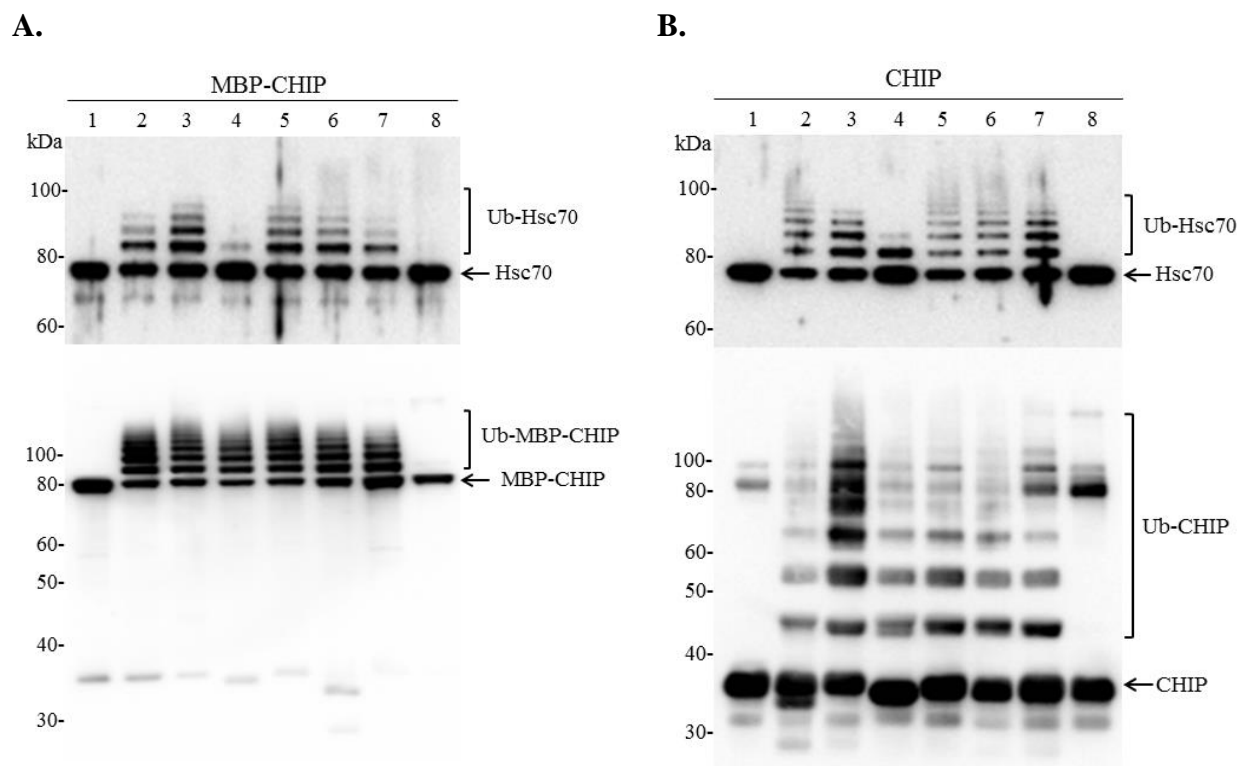 A.
MBP-CHIP
1 2 3 4 5 6 7 8
kDa
100-
80-
60-
Ub-Hsc70
Hsc70
100-
80-
60-
50-
40-
30-
Ub-MBP-CHIP
MBP-CHIP
B.
CHIP
1 2 3 4 5 6 7 8
kDa
100-
80-
60-
Ub-Hsc70
Hsc70
100-
80-
60-
50-
40-
30-
Ub-CHIP
CHIP